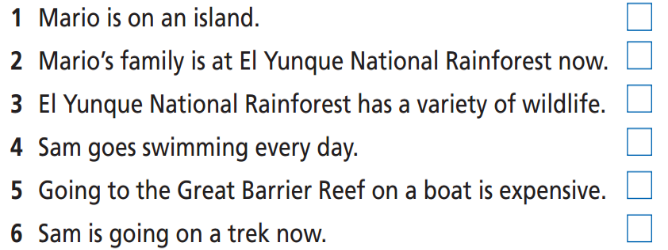 1 Mario is on an island.
2 Mario's family is at El Yunque National Rainforest now.
3 El Yunque National Rainforest has a variety of wildlife.
4 Sam goes swimming every day.
5 Going to the Great Barrier Reef on a boat is expensive.
6 Sam is going on a trek now.